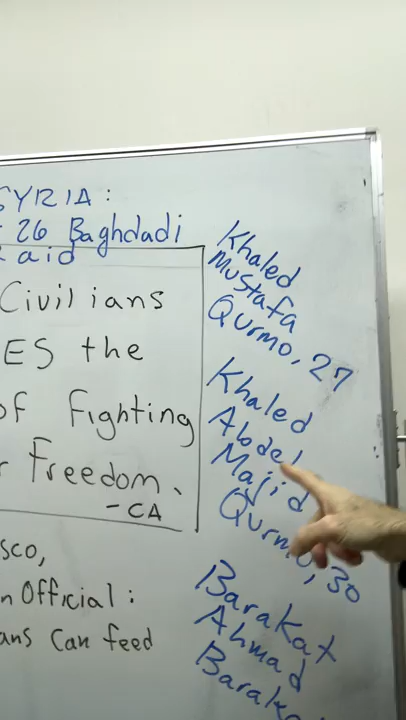 SYRIA:
26 Baghdadi
raid
Civilians
ES the
of fighting
r Freedom.
-CA
sco,
n Official:
ans Can feed
Khaled
Mustafa
Qurmo, 27
Khaled
Abdel
Majid
Qurmo, 30
Barakat
Ahmad
Baraka